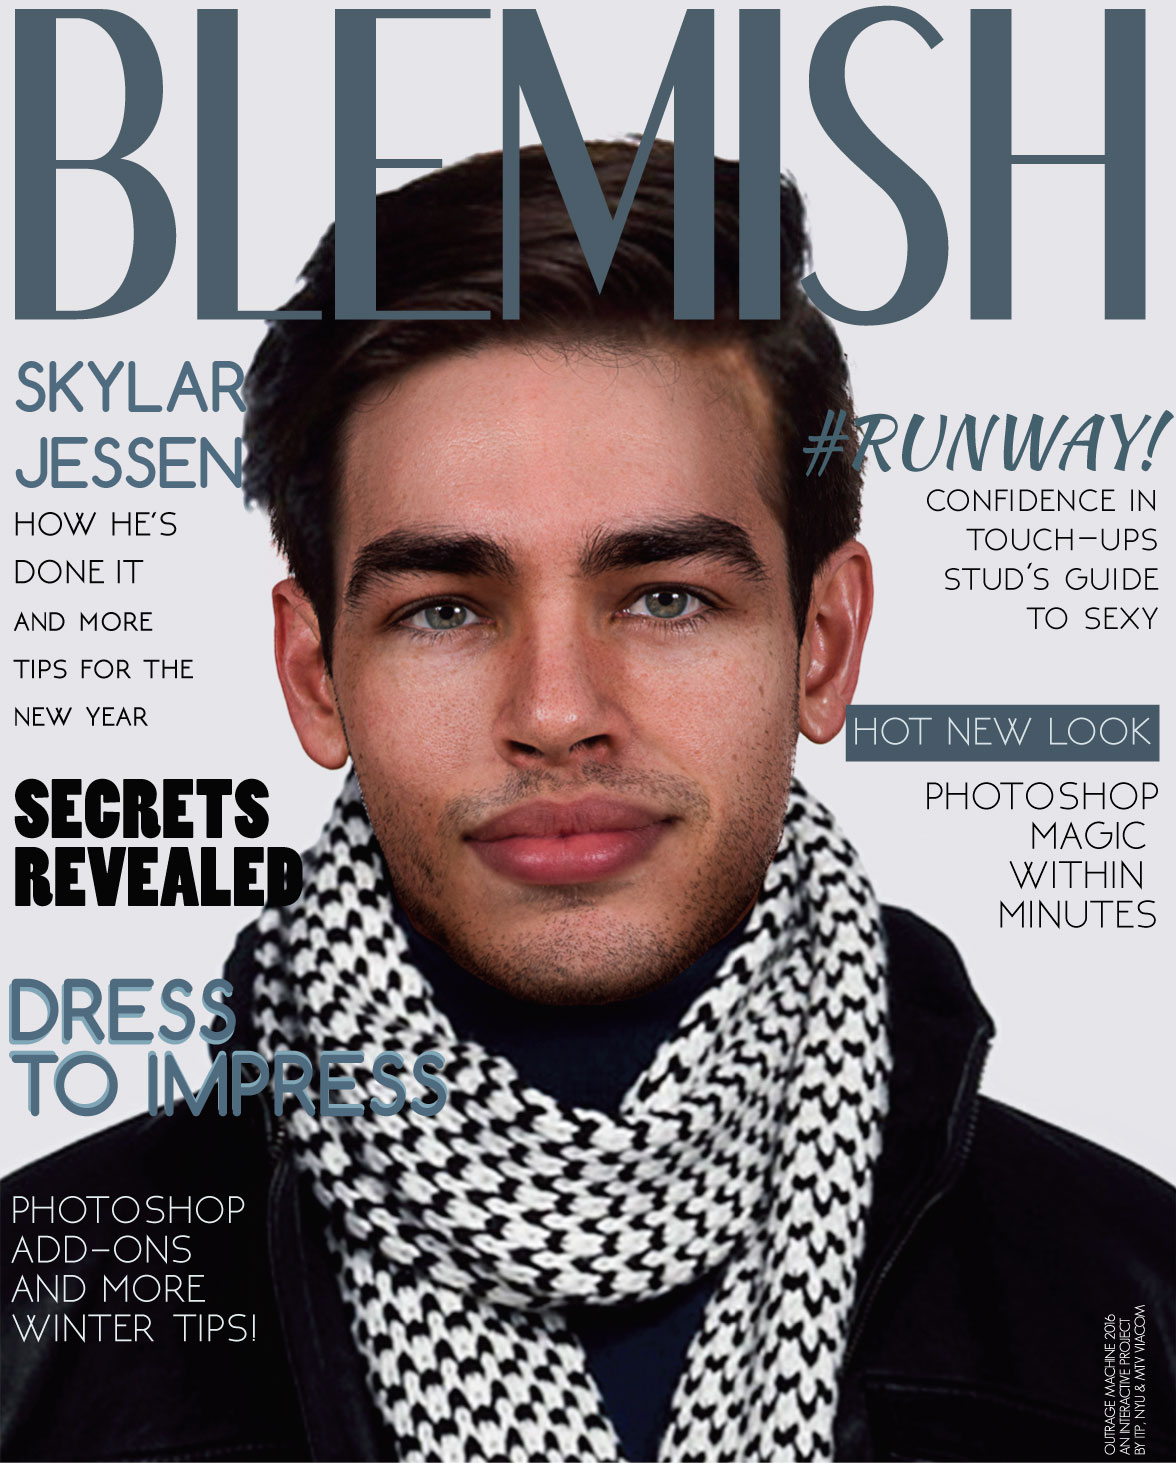 BLEMISH
SKYLAR
JESSEN
HOW HE'S
DONE IT
AND MORE
TIPS FOR THE
NEW YEAR
SECRETS
REVEALED
DRESS
TO IMPRESS
PHOTOSHOP
ADD-ONS
AND MORE
WINTER TIPS!
#RUNWAY!
CONFIDENCE IN
TOUCH-UPS
STUD'S GUIDE
TO SEXY
HOT NEW LOOK
PHOTOSHOP
MAGIC
WITHIN
MINUTES
OUTRAGE MACHINE 2016
AN INTERACTIVE PROJECT
BY ITP, NYU & MTV VIACOM